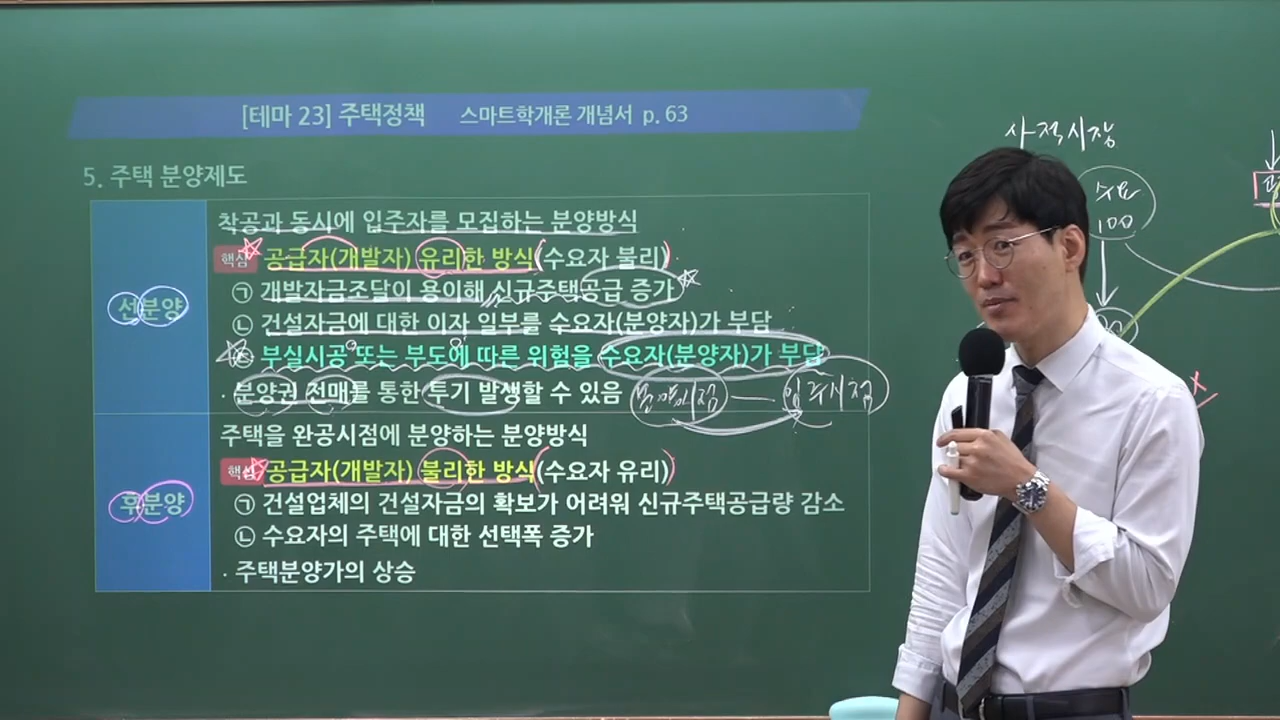 [테마 23] 주택정책 스마트학개론 개념서 p. 63
5. 주택 분양제도
선분양
착공과 동시에 입주자를 모집하는 분양방식
핵심 공급자(개발자) 유리한 방식(수요자 불리)
㉠ 개발자금조달이 용이해 신규주택공급 증가
㉡ 건설자금에 대한 이자 일부를 수요자(분양자)가 부담
부실시공 또는 부도에 따른 위험을 수요자(분양자)가 부담
· 분양권 전매를 통한 투기 발생할 수 있음 분양시점 — 입주시점
후분양
주택을 완공시점에 분양하는 분양방식
핵심 공급자(개발자) 불리한 방식(수요자 유리)
㉠ 건설업체의 건설자금의 확보가 어려워 신규주택공급량 감소
㉡ 수요자의 주택에 대한 선택폭 증가
· 주택분양가의 상승
사적시장
수요
100